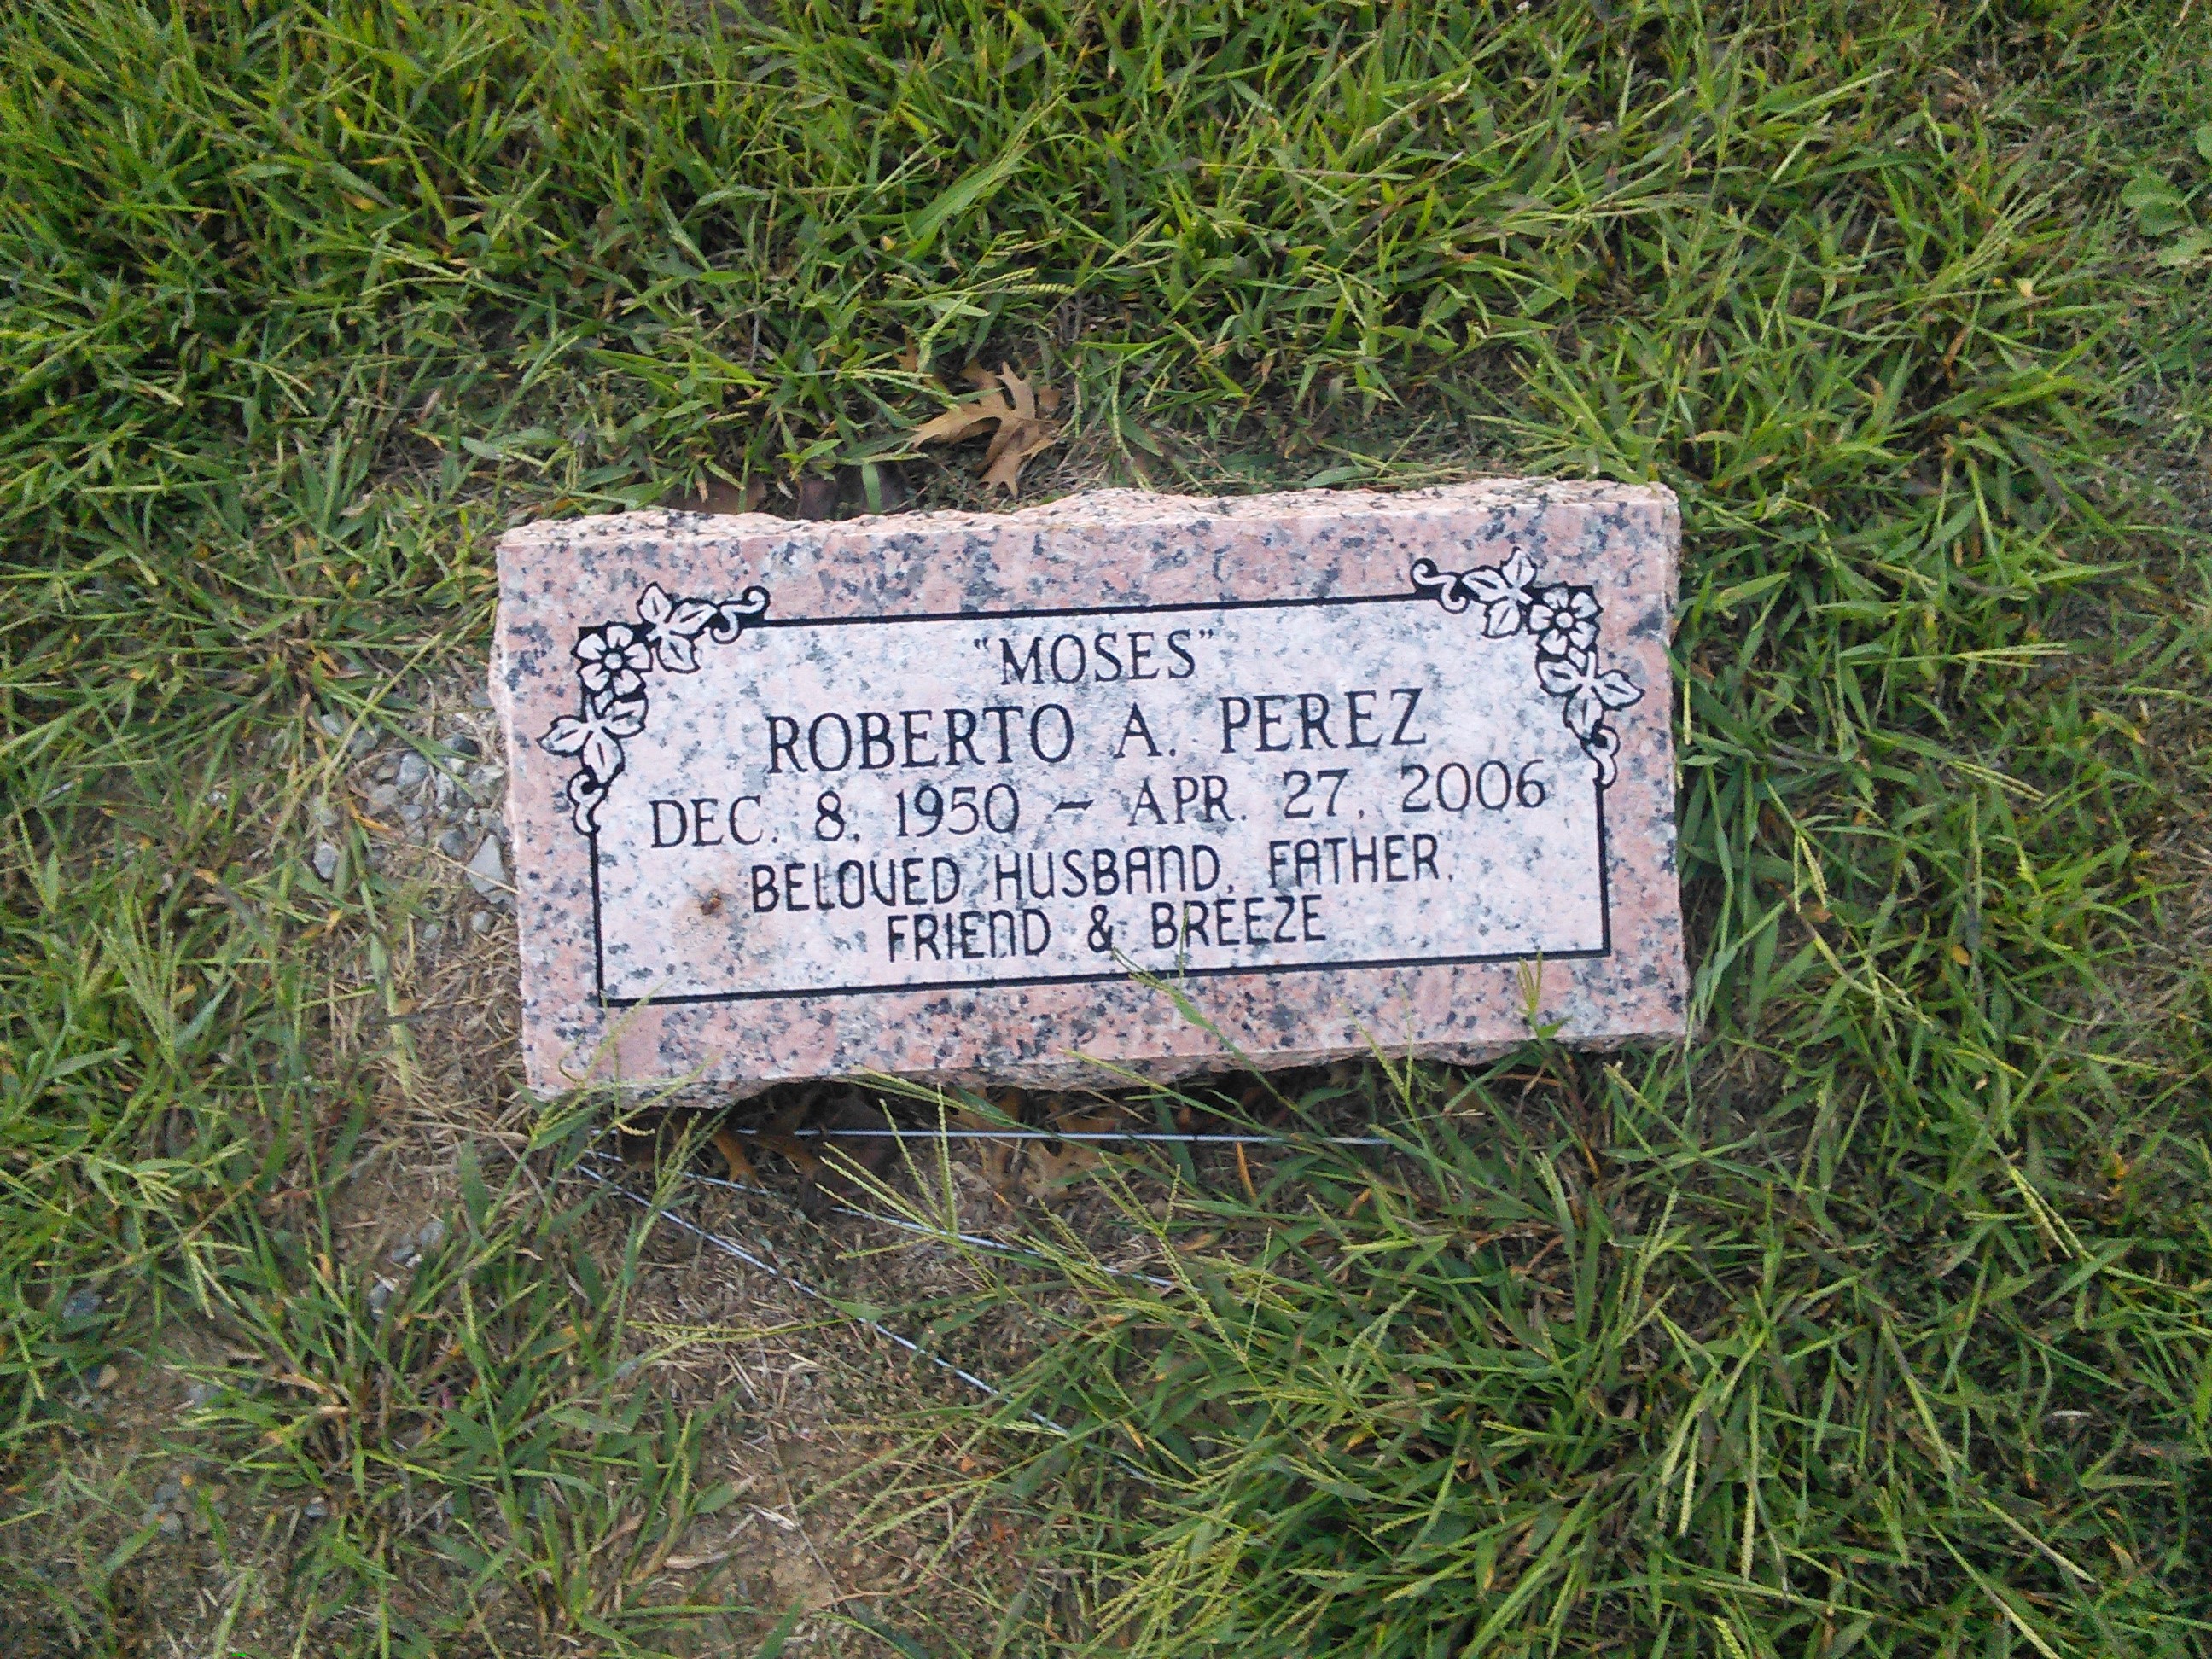 "MOSES"
ROBERTO A. PEREZ
DEC. 8, 1950 – APR. 27, 2006
BELOVED HUSBAND, FATHER,
FRIEND & BREEZE